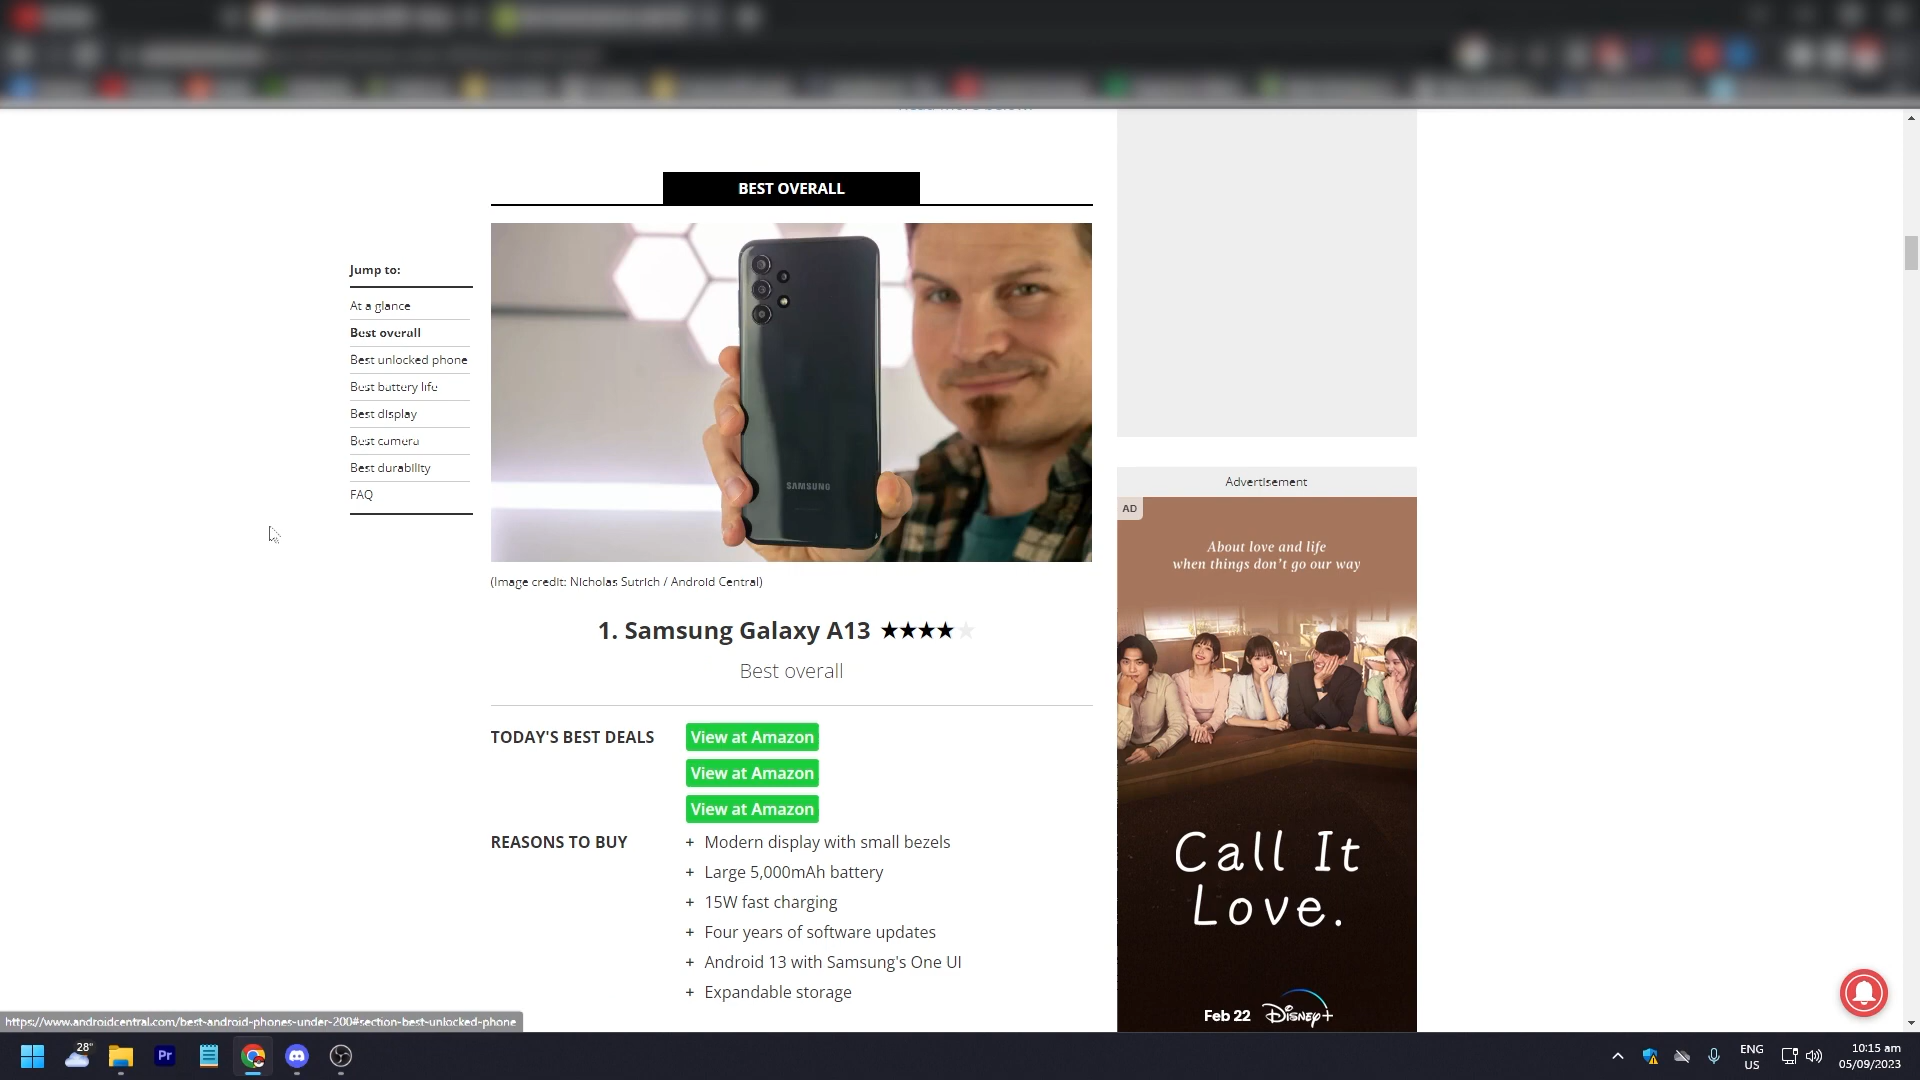 BEST OVERALL
Jump to:
At a glance
Best overall
Best unlocked phone
Best battery life
Best display
Best camera
Best durability
FAQ
SAMSUNG
(Image credit: Nicholas Sutrich / Android Central)
1. Samsung Galaxy A13 ★★★★★
Best overall
TODAY'S BEST DEALS
View at Amazon
View at Amazon
View at Amazon
REASONS TO BUY
+ Modern display with small bezels
+ Large 5,000mAh battery
+ 15W fast charging
+ Four years of software updates
+ Android 13 with Samsung's One UI
+ Expandable storage
Advertisement
AD
About love and life
when things don't go our way
Call It
Love.
Feb 22 Disney+
https://www.androidcentral.com/best-android-phones-under-200#section-best-unlocked-phone
28°
Pr
ENG
US
10:15 am
05/09/2023